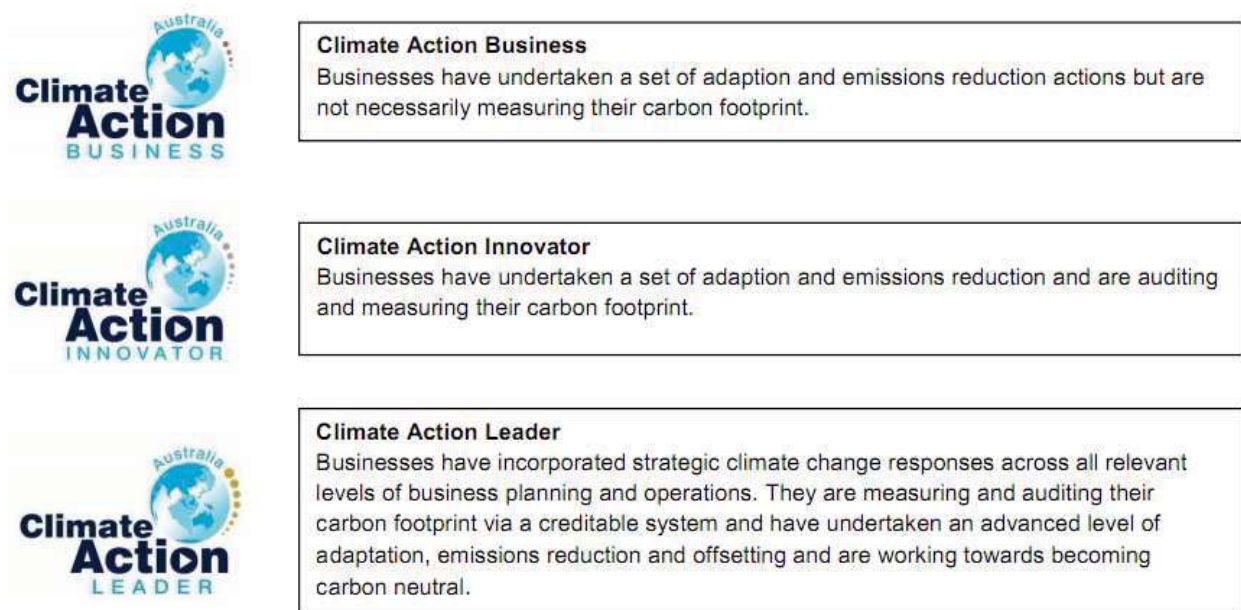 Australia
Climate
Action
BUSINESS
Climate Action Business
Businesses have undertaken a set of adaption and emissions reduction actions but are
not necessarily measuring their carbon footprint.
Australia
Climate
Action
INNOVATOR
Climate Action Innovator
Businesses have undertaken a set of adaption and emissions reduction and are auditing
and measuring their carbon footprint.
Australia
Climate
Action
LEADER
Climate Action Leader
Businesses have incorporated strategic climate change responses across all relevant
levels of business planning and operations. They are measuring and auditing their
carbon footprint via a creditable system and have undertaken an advanced level of
adaptation, emissions reduction and offsetting and are working towards becoming
carbon neutral.